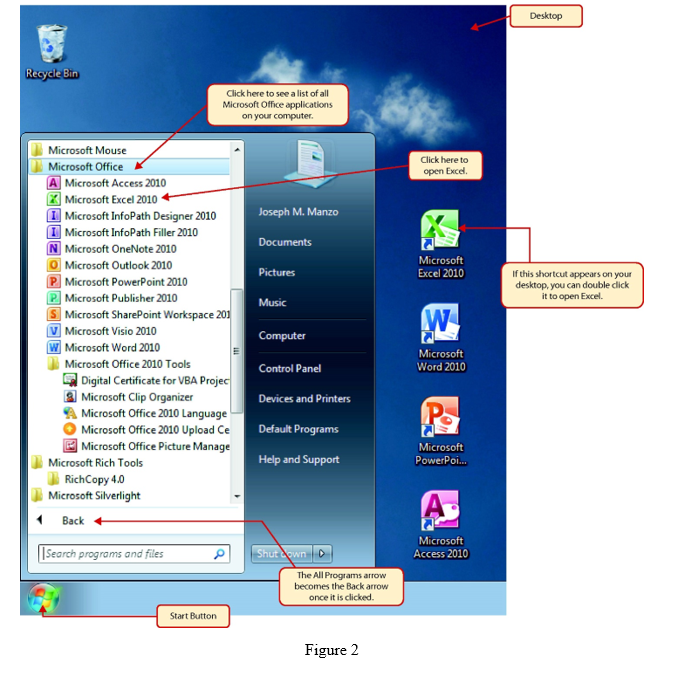 Desktop
Recycle Bin
Click here to see a list of all
Microsoft Office applications
on your computer.
Microsoft Mouse
Microsoft Office
Microsoft Access 2010
Microsoft Excel 2010
Microsoft InfoPath Designer 2010
Microsoft InfoPath Filler 2010
Microsoft OneNote 2010
Microsoft Outlook 2010
Microsoft PowerPoint 2010
Microsoft Publisher 2010
Microsoft SharePoint Workspace 201
Microsoft Visio 2010
Microsoft Word 2010
Microsoft Office 2010 Tools
Digital Certificate for VBA Projec
Microsoft Clip Organizer
Microsoft Office 2010 Language
Microsoft Office 2010 Upload Ce
Microsoft Office Picture Manage
Microsoft Rich Tools
RichCopy 4.0
Microsoft Silverlight
Back
Search programs and files
Joseph M. Manzo
Documents
Pictures
Music
Computer
Control Panel
Devices and Printers
Default Programs
Help and Support
Shut down
Click here to
open Excel.
Microsoft
Excel 2010
If this shortcut appears on your
desktop, you can double click
it to open Excel.
Microsoft
Word 2010
Microsoft
PowerPoi...
Microsoft
Access 2010
The All Programs arrow
becomes the Back arrow
once it is clicked.
Start Button
Figure 2